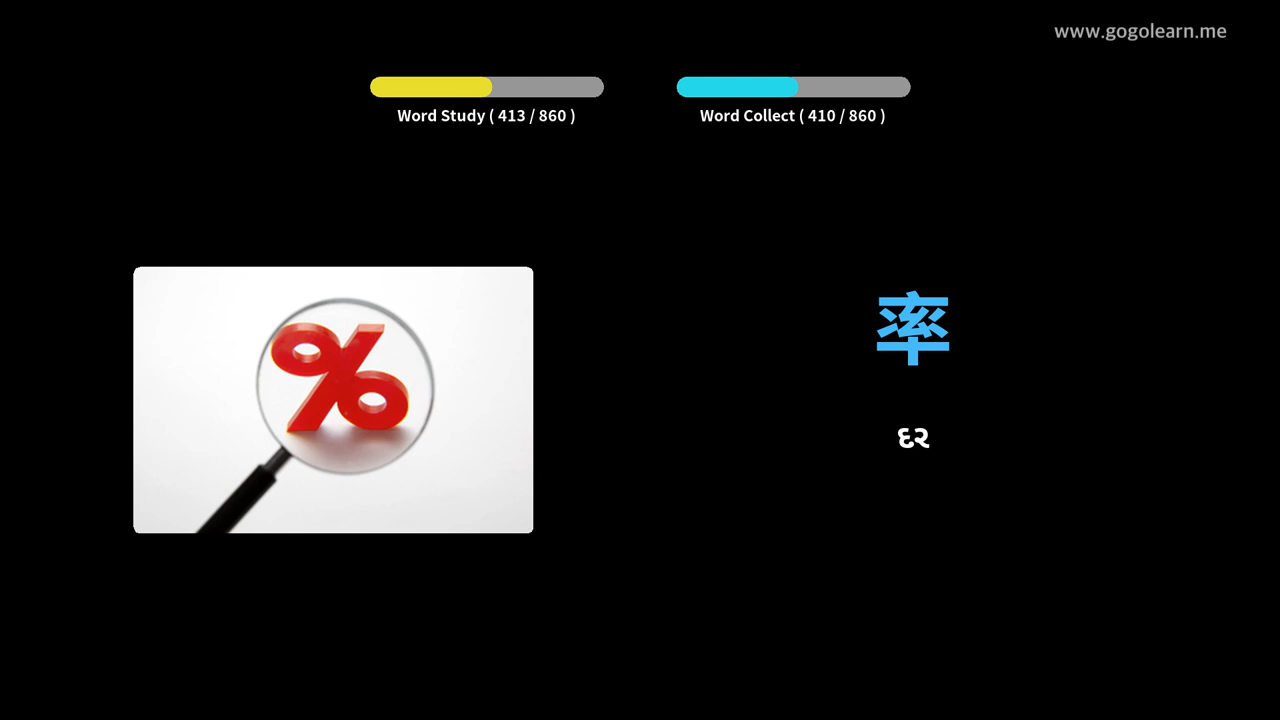 www.gogolearn.me
Word Study ( 413 / 860 )
Word Collect ( 410 / 860 )
%
率
દર